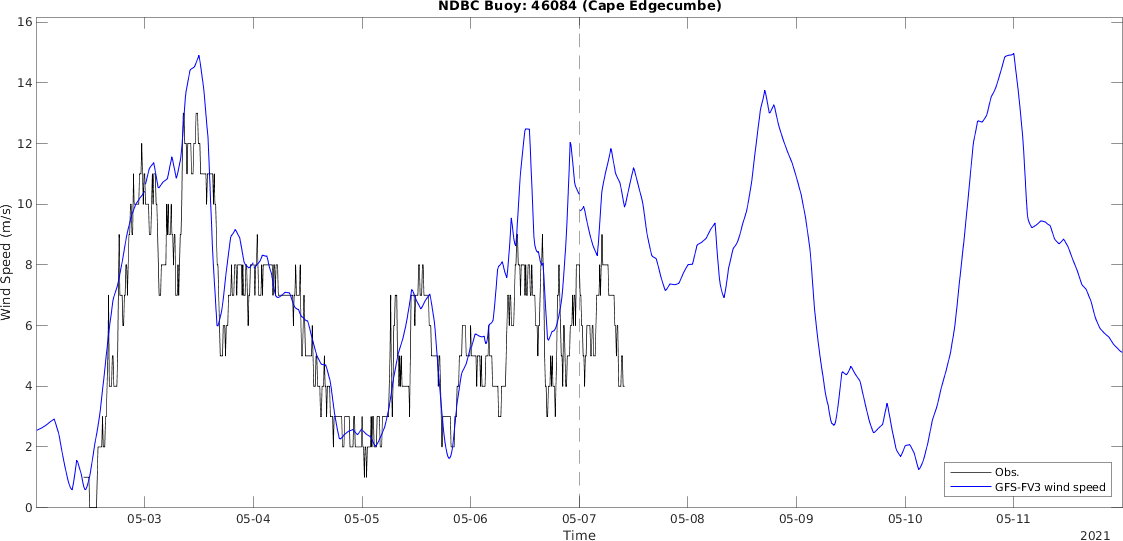 NDBC Buoy: 46084 (Cape Edgecumbe)
16
14
12
10
8
6
4
2
0
Wind Speed (m/s)
Obs.
GFS-FV3 wind speed
05-03 05-04 05-05 05-06 05-07 05-08 05-09 05-10 05-11
Time
2021